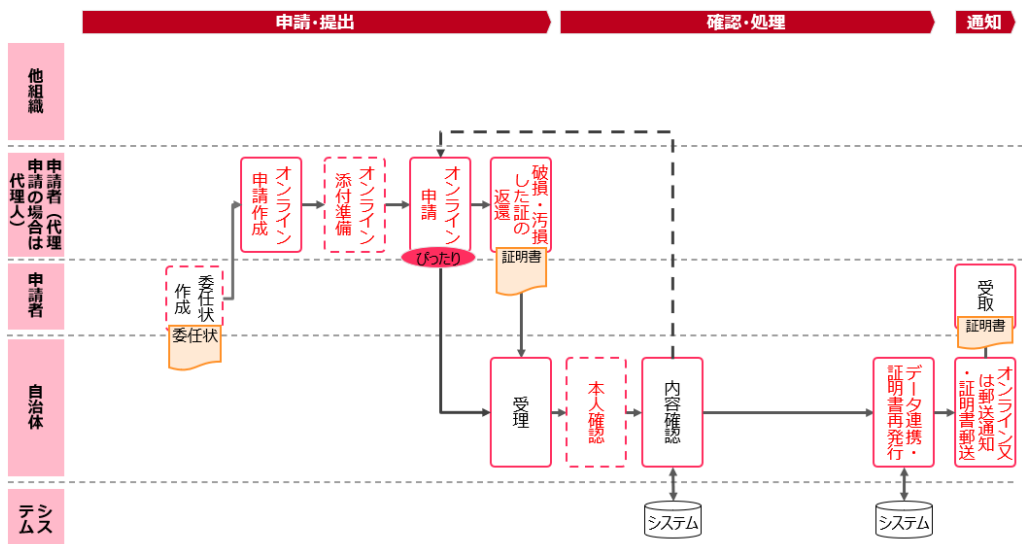 申請・提出
確認・処理
通知
他組織
申請者（代理
申請の場合は
代理人）
オンライン
申請作成
オンライン
添付準備
オンライン
申請
ぴったり
破損・汚損
した証の
返還
証明書
申請者
委任状
作成
委任状
受取
証明書
自治体
受理
本人確認
内容確認
データ連携・
証明書再発行
オンライン又
は郵送通知
・証明書郵送
シス
テム
システム
システム